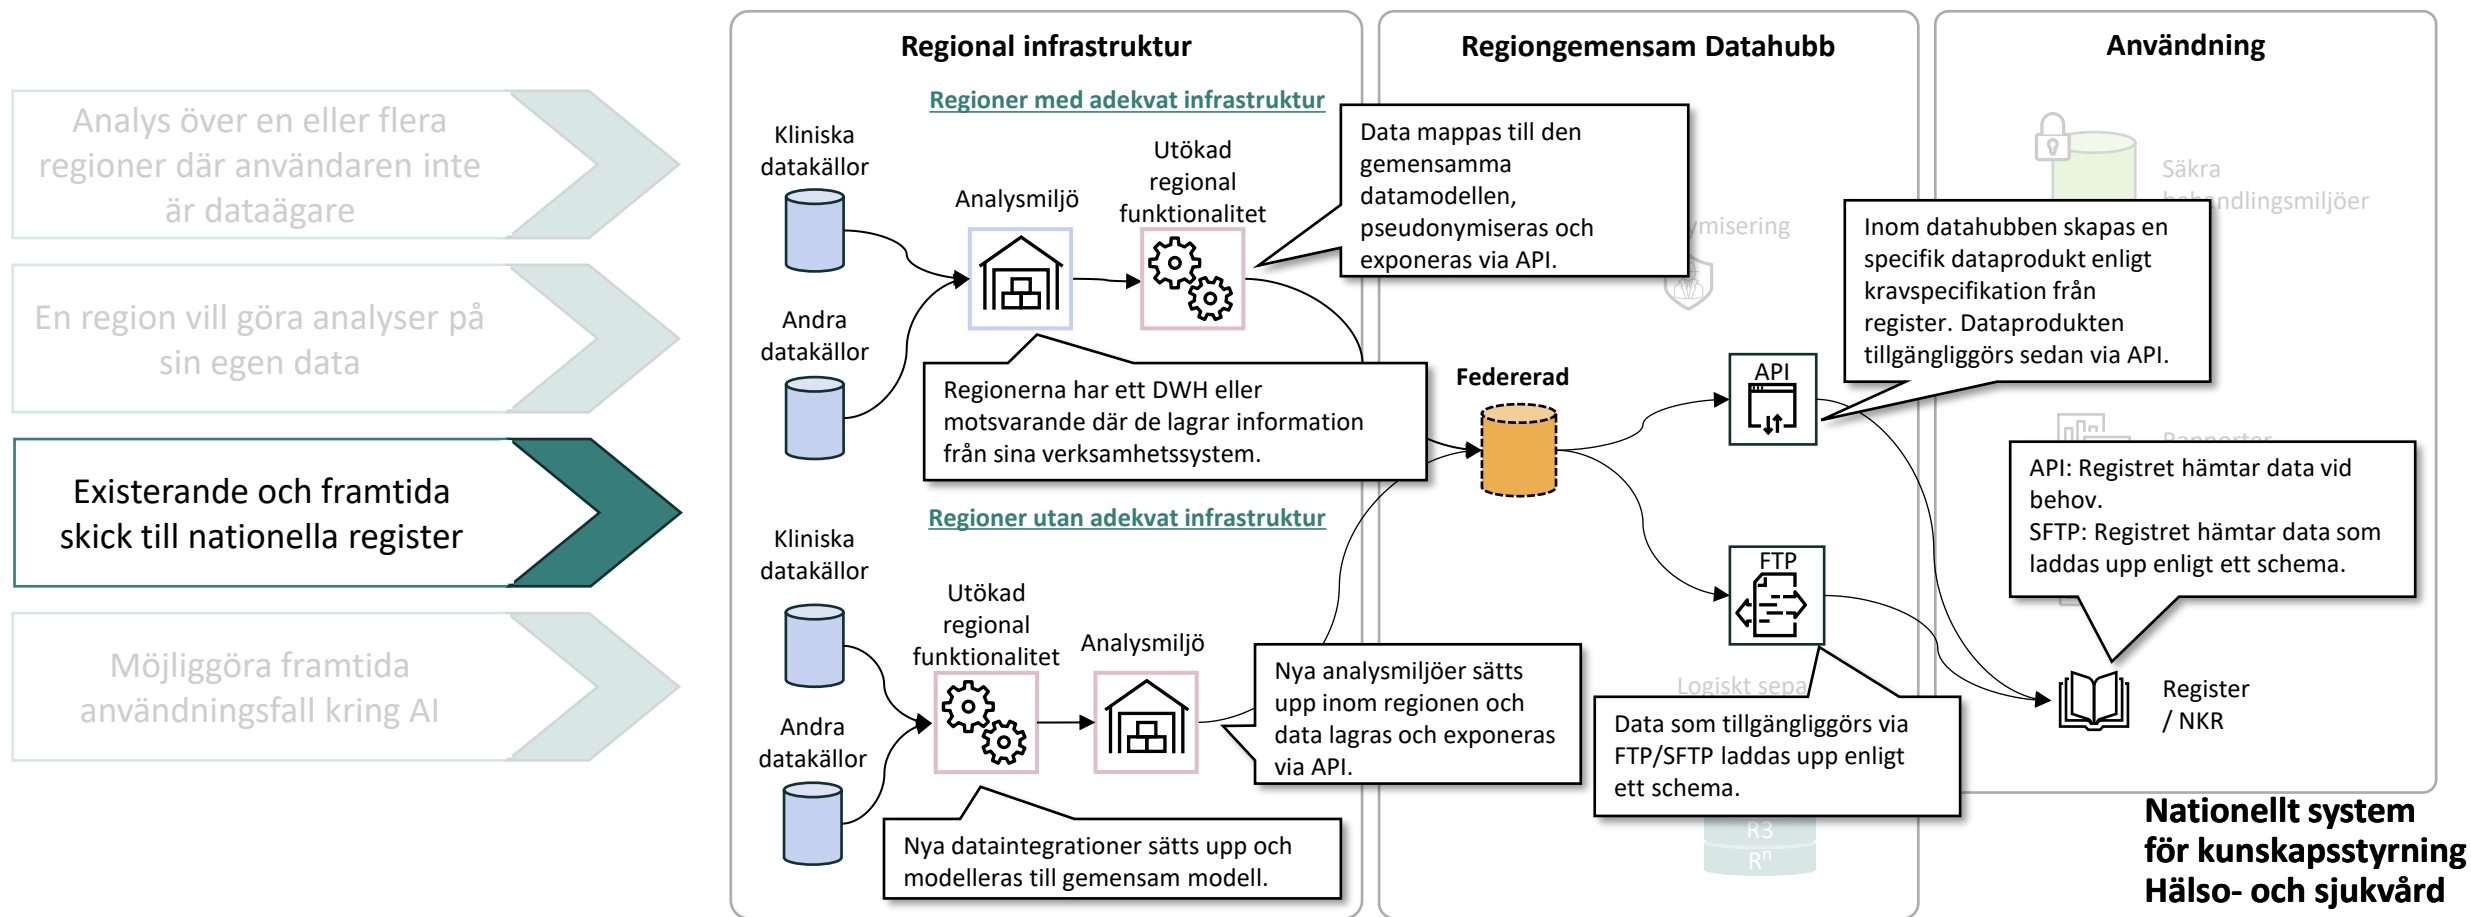 Regional infrastruktur
Regiongemensam Datahubb
Användning
Analys över en eller flera
regioner där användaren inte
är dataägare
En region vill göra analyser på
sin egen data
Existerande och framtida
skick till nationella register
Möjliggöra framtida
användningsfall kring AI
Regioner med adekvat infrastruktur
Kliniska
datakällor
Analysmiljö
Utökad
regional
funktionalitet
Andra
datakällor
Data mappas till den
gemensamma
datamodellen,
pseudonymiseras och
exponeras via API.
Regionerna har ett DWH eller
motsvarande där de lagrar information
från sina verksamhetssystem.
Regioner utan adekvat infrastruktur
Kliniska
datakällor
Utökad
regional
funktionalitet
Analysmiljö
Andra
datakällor
Nya analysmiljöer sätts
upp inom regionen och
data lagras och exponeras
via API.
Nya dataintegrationer sätts upp och
modelleras till gemensam modell.
Federerad
API
FTP
Logiskt
Data som tillgängliggörs via
FTP/SFTP laddas upp enligt
ett schema.
R3
Rⁿ
Säkra
Inom datahubben skapas en
specifik dataprodukt enligt
kravspecifikation från
register. Dataprodukten
tillgängliggörs sedan via API.
API: Registret hämtar data vid
behov.
SFTP: Registret hämtar data som
laddas upp enligt ett schema.
Register
/ NKR
Nationellt system
för kunskapsstyrning
Hälso- och sjukvård